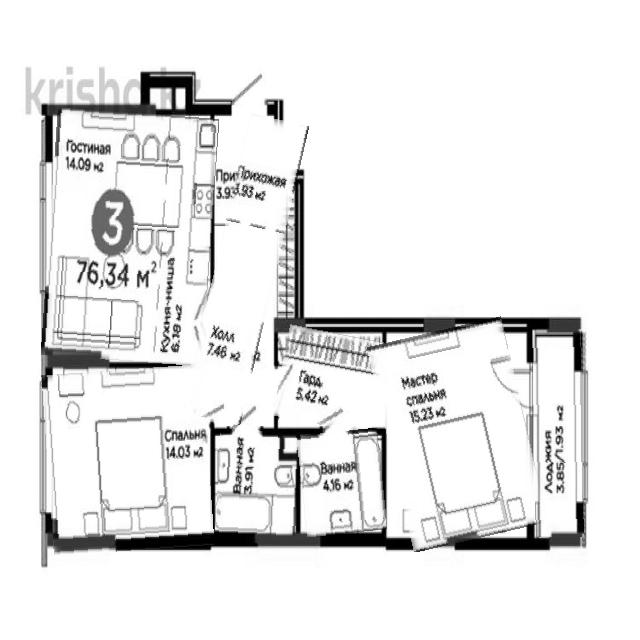 krisha.kz
Гостиная
14.09 м²
При
3.9
Прихожая
3.93 м²
3
76,34 м²
Кухня-ниша
6.18 м²
Холл
7.46 м²
Гард.
5.42 м²
Мастер
спальня
15.23 м²
Лоджия
3.85/1.93 м²
Спальня
14.03 м²
Ванная
3.91 м²
Ванная
4.16 м²